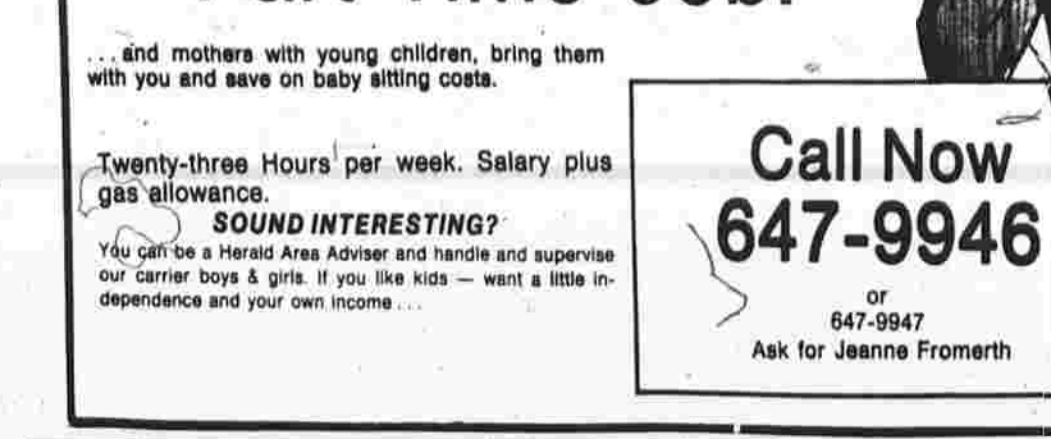 ... and mothers with young children, bring them
with you and save on baby sitting costs.
Twenty-three Hours per week. Salary plus
gas allowance.
SOUND INTERESTING?
You can be a Herald Area Adviser and handle and supervise
our carrier boys & girls. If you like kids — want a little in-
dependence and your own income ...
Call Now
647-9946
or
647-9947
Ask for Jeanne Fromerth